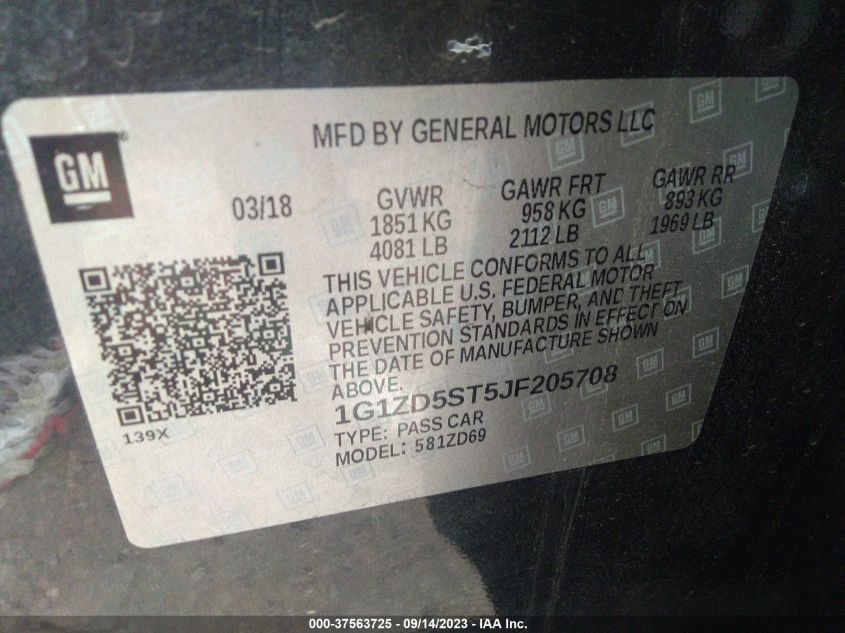 MFD BY GENERAL MOTORS LLC
GM
03/18
GVWR
1851 KG
4081 LB
GAWR FRT
958 KG
2112 LB
GAWR RR
893 KG
1969 LB
THIS VEHICLE CONFORMS TO ALL
APPLICABLE U.S. FEDERAL MOTOR
VEHICLE SAFETY, BUMPER, AND THEFT
PREVENTION STANDARDS IN EFFECT ON
THE DATE OF MANUFACTURE SHOWN
ABOVE.
1G1ZD5ST5JF205708
TYPE: PASS CAR
MODEL: 581ZD69
139X
000-37563725 - 09/14/2023 - IAA Inc.